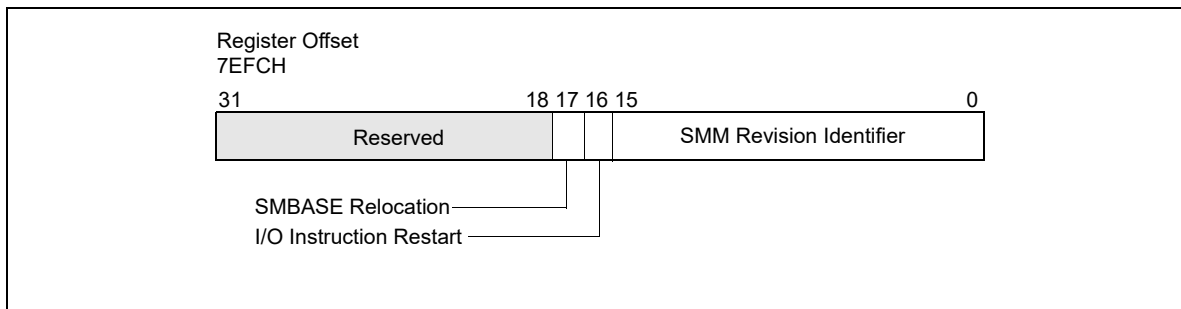 Register Offset
7EFCH
31 18 17 16 15 0
Reserved SMM Revision Identifier
SMBASE Relocation
I/O Instruction Restart